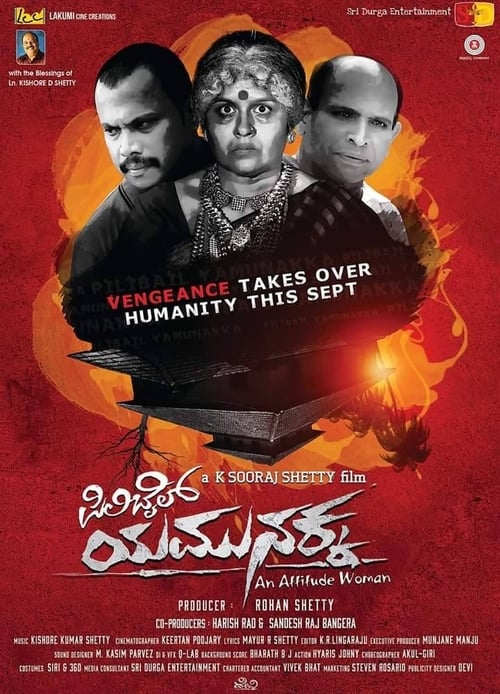 LAKUMI CINE CREATIONS
Sri Durga Entertainment
MUSIC COMPANY
with the Blessings of
Ln. KISHORE D SHETTY
VENGEANCE TAKES OVER
HUMANITY THIS SEPT
a K SOORAJ SHETTY film
ಪಿಲಿಬೈಲ್
ಯಮುನಕ್ಕ
An Attitude Woman
PRODUCER : ROHAN SHETTY
CO-PRODUCERS : HARISH RAO & SANDESH RAJ BANGERA
MUSIC KISHORE KUMAR SHETTY CINEMATOGRAPHER KEERTAN POOJARY LYRICS MAYUR R SHETTY EDITOR K.R.LINGARAJU EXECUTIVE PRODUCER MUNJANE MANJU
SOUND DESIGNER M. KASIM PARVEZ DI & VFX Q-LAB BACKGROUND SCORE BHARATH B J ACTION HYARIS JOHNY CHOREOGRAPHER AKUL-GIRI
COSTUMES SIRI & 360 MEDIA CONSULTANT SRI DURGA ENTERTAINMENT CHARTERED ACCOUNTANT VIVEK BHAT MARKETING STEVEN ROSARIO PUBLICITY DESIGNER DEVI